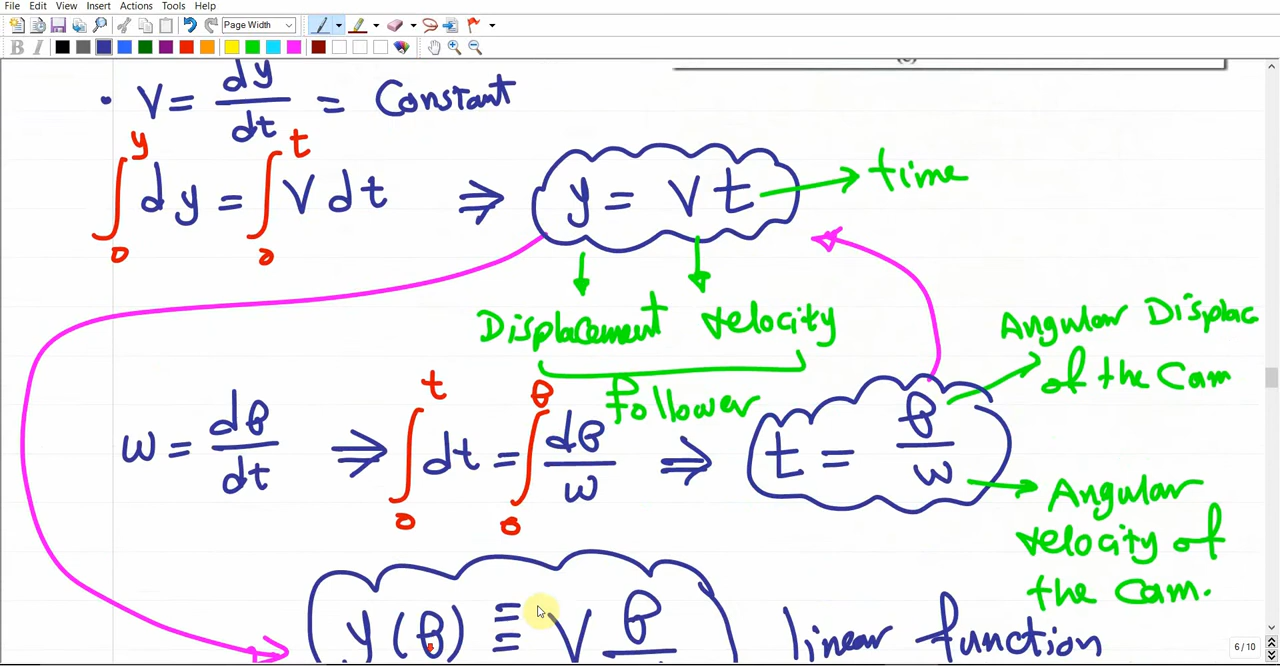 File Edit View Insert Actions Tools Help
Page Width
B I
• V = dy/dt = Constant
∫₀^y dy = ∫₀^t V dt ⇒ y = V t → time
Displacement velocity
follower
Angular Displac
of the Cam
ω = dθ/dt ⇒ ∫₀^t dt = ∫₀^θ dθ/ω ⇒ t = θ/ω
Angular
velocity of
the Cam.
y(θ) ≡ V θ linear function
6 / 10